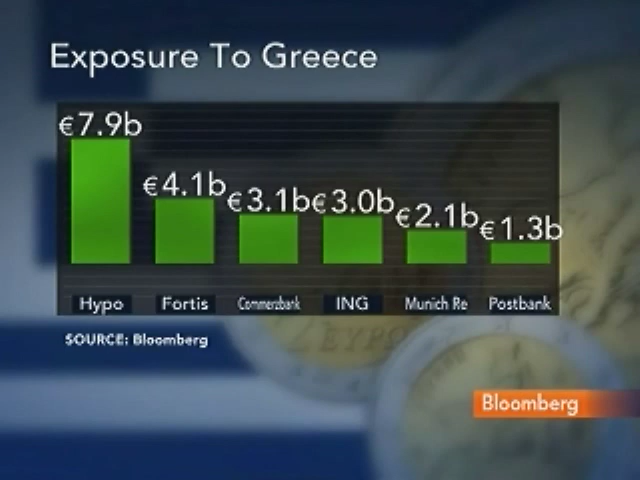 Exposure To Greece
€7.9b
€4.1b
€3.1b
€3.0b
€2.1b
€1.3b
Hypo
Fortis
Commerzbank
ING
Munich Re
Postbank
SOURCE: Bloomberg
Bloomberg